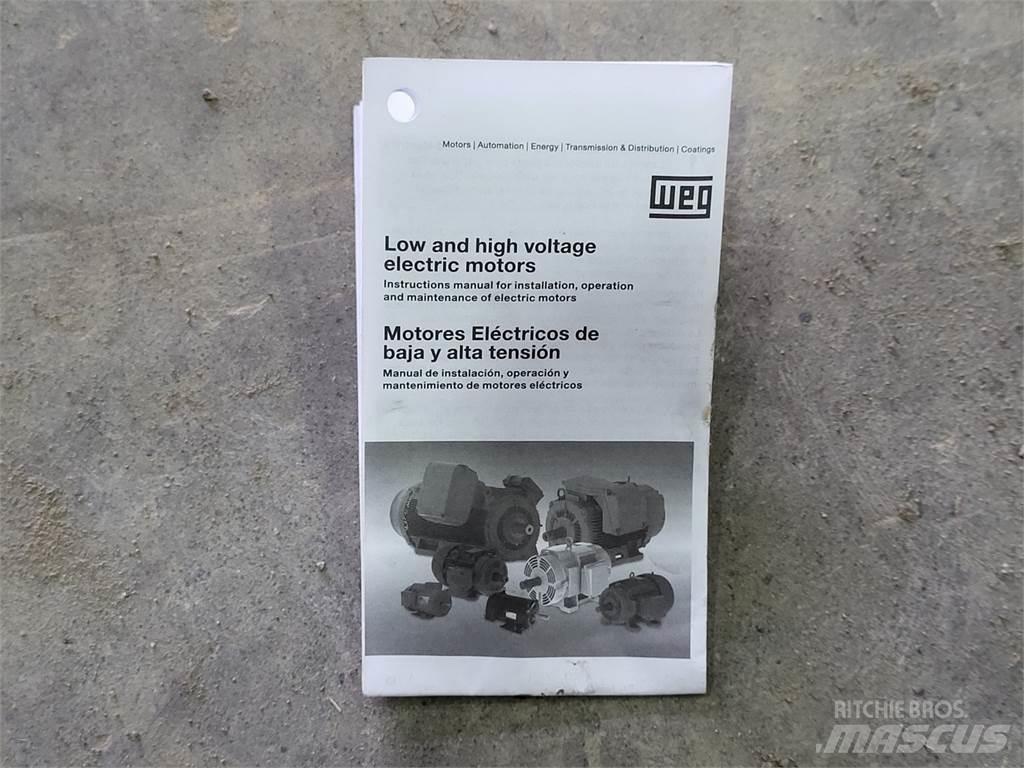 Motors | Automation | Energy | Transmission & Distribution | Coatings
weg
Low and high voltage
electric motors
Instructions manual for installation, operation
and maintenance of electric motors
Motores Eléctricos de
baja y alta tensión
Manual de instalación, operación y
mantenimiento de motores eléctricos
RITCHIE BROS.
MASCUS